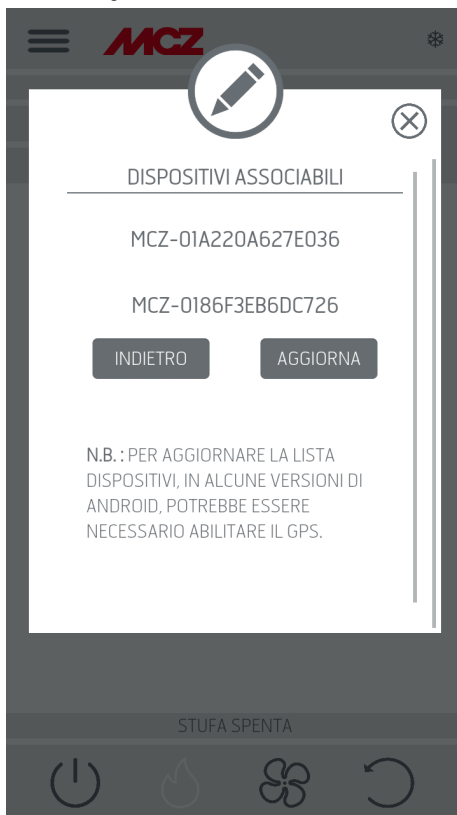 MCZ
DISPOSITIVI ASSOCIABILI
MCZ-01A220A627E036
MCZ-0186F3EB6DC726
INDIETRO
AGGIORNA
N.B. : PER AGGIORNARE LA LISTA
DISPOSITIVI, IN ALCUNE VERSIONI DI
ANDROID, POTREBBE ESSERE
NECESSARIO ABILITARE IL GPS.
STUFA SPENTA